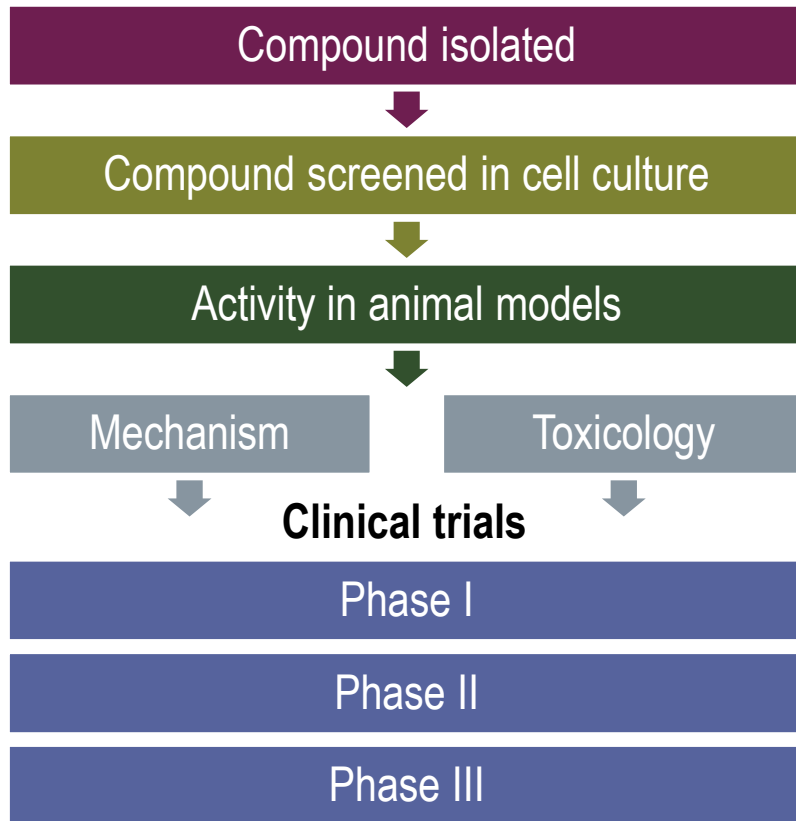 Compound isolated
Compound screened in cell culture
Activity in animal models
Mechanism
Toxicology
Clinical trials
Phase I
Phase II
Phase III